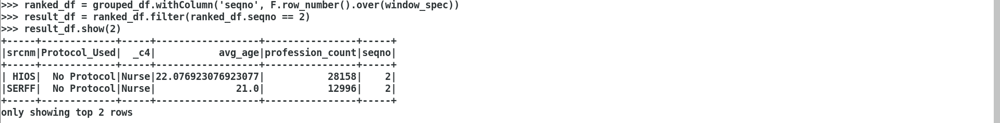 >>> ranked_df = grouped_df.withColumn('seqno', F.row_number().over(window_spec))
>>> result_df = ranked_df.filter(ranked_df.seqno == 2)
>>> result_df.show(2)
+-----+-------------+-----+------------------+----------------+-----+
|srcnm|Protocol_Used|  _c4|           avg_age|profession_count|seqno|
+-----+-------------+-----+------------------+----------------+-----+
| HIOS|  No Protocol|Nurse|22.076923076923077|           28158|    2|
|SERFF|  No Protocol|Nurse|              21.0|           12996|    2|
+-----+-------------+-----+------------------+----------------+-----+
only showing top 2 rows